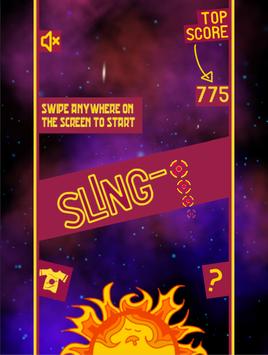 TOP
SCORE
775
SWIPE ANYWHERE ON
THE SCREEN TO START
SLING-
?